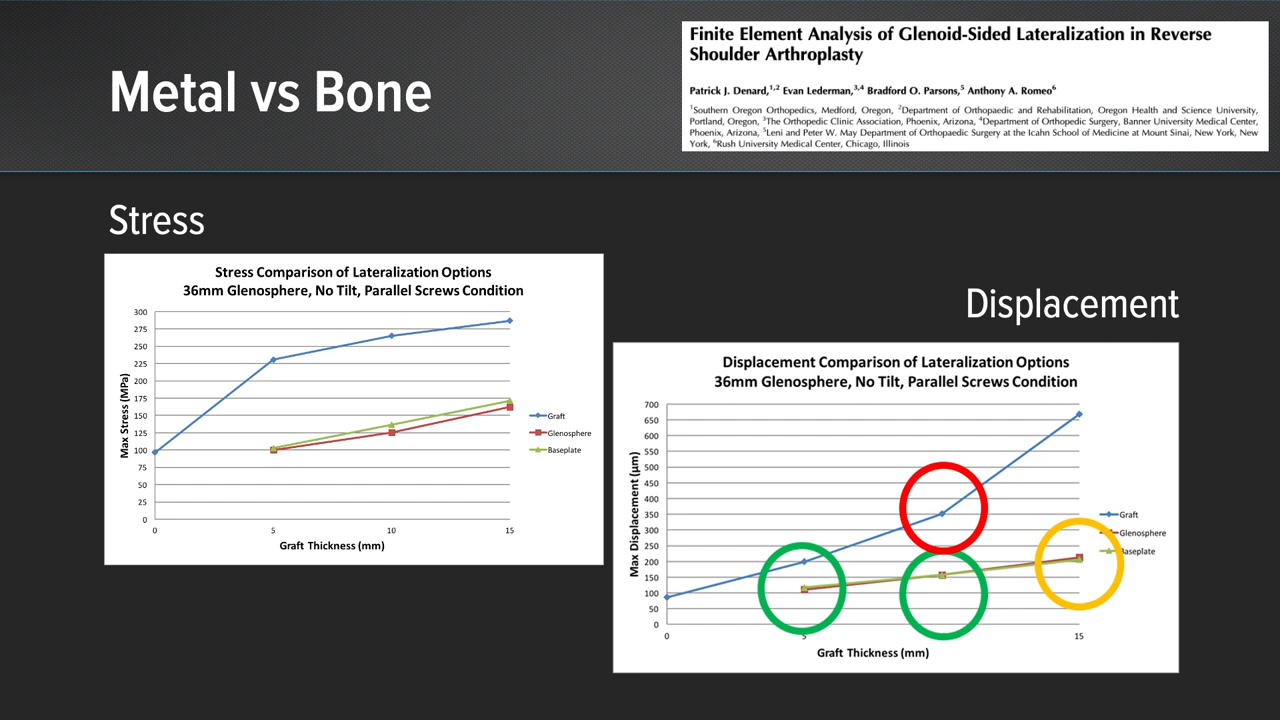 Metal vs Bone
Finite Element Analysis of Glenoid-Sided Lateralization in Reverse
Shoulder Arthroplasty
Patrick J. Denard,1,2 Evan Lederman,3,4 Bradford O. Parsons,5 Anthony A. Romeo6
1Southern Oregon Orthopedics, Medford, Oregon, 2Department of Orthopaedic and Rehabilitation, Oregon Health and Science University,
Portland, Oregon, 3The Orthopedic Clinic Association, Phoenix, Arizona, 4Department of Orthopedic Surgery, Banner University Medical Center,
Phoenix, Arizona, 5Leni and Peter W. May Department of Orthopaedic Surgery at the Icahn School of Medicine at Mount Sinai, New York, New
York, 6Rush University Medical Center, Chicago, Illinois
Stress
Stress Comparison of Lateralization Options
36mm Glenosphere, No Tilt, Parallel Screws Condition
Max Stress (MPa)
300
275
250
225
200
175
150
125
100
75
50
25
0
0 5 10 15
Graft Thickness (mm)
Graft
Glenosphere
Baseplate
Displacement
Displacement Comparison of Lateralization Options
36mm Glenosphere, No Tilt, Parallel Screws Condition
Max Displacement (µm)
700
650
600
550
500
450
400
350
300
250
200
150
100
50
0
0 5 15
Graft Thickness (mm)
Graft
Glenosphere
Baseplate